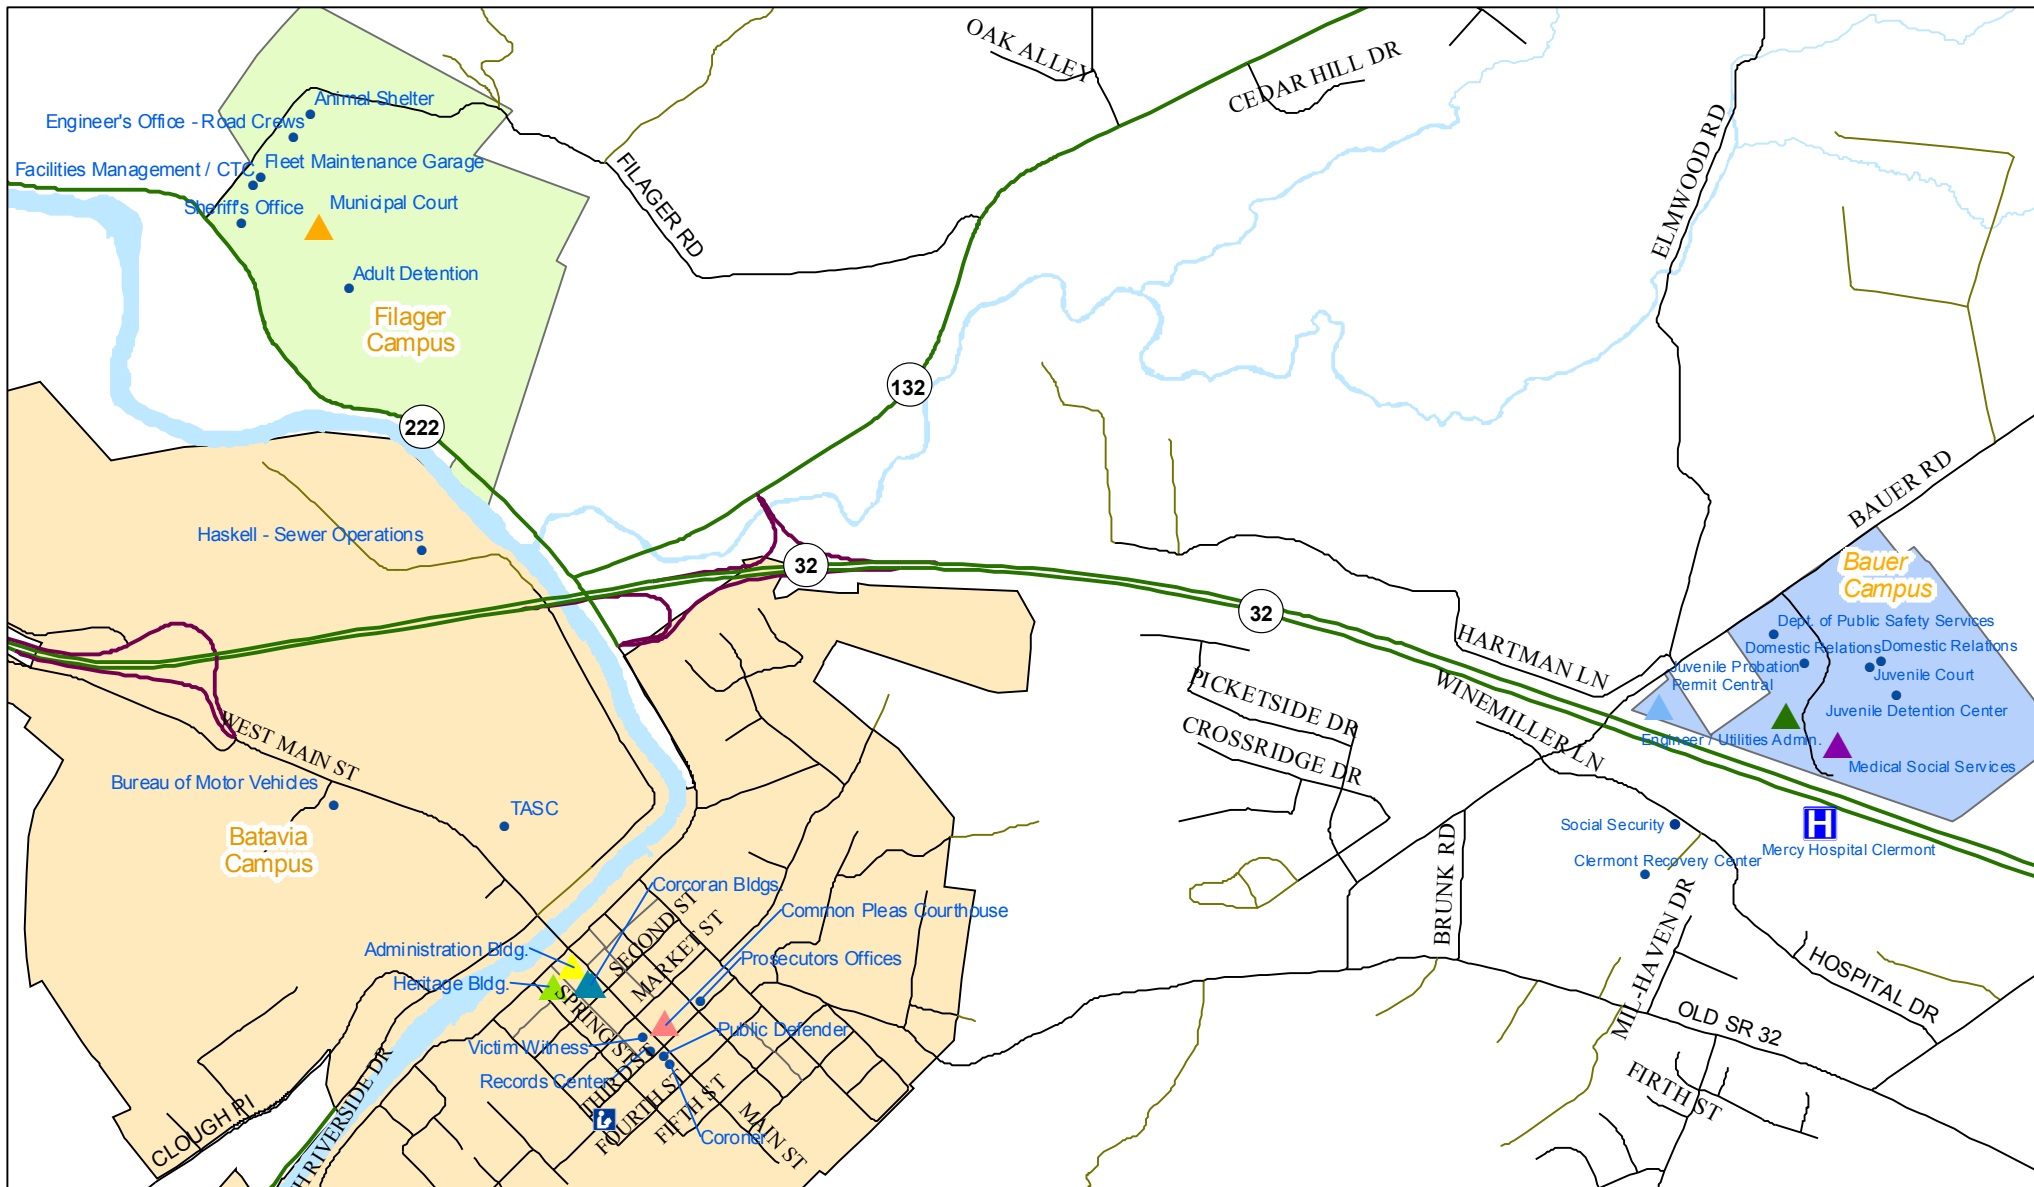 OAK ALLEY
CEDAR HILL DR
Animal Shelter
Engineer's Office - Road Crews
Fleet Maintenance Garage
Facilities Management / CTC
Sheriff's Office
Municipal Court
Adult Detention
Filager
Campus
FILAGER RD
ELMWOOD RD
132
222
BAUER RD
Haskell - Sewer Operations
32
32
Bauer
Campus
Dept. of Public Safety Services
Domestic Relations
Domestic Relations
Juvenile Probation
Juvenile Court
Permit Central
Juvenile Detention Center
Engineer / Utilities Admn.
Medical Social Services
HARTMAN LN
WINEMILLER LN
PICKETSIDE DR
CROSSRIDGE DR
WEST MAIN ST
Bureau of Motor Vehicles
TASC
Batavia
Campus
H
Mercy Hospital Clermont
Social Security
Clermont Recovery Center
BRUNK RD
MIL-HAVEN DR
HOSPITAL DR
OLD SR 32
FIRTH ST
Corcoran Bldgs.
Common Pleas Courthouse
Administration Bldg.
Heritage Bldg.
SECOND ST
MARKET ST
Prosecutors Offices
SPRING ST
Public Defender
Victim Witness
Records Center
THIRD ST
FOURTH ST
FIFTH ST
MAIN ST
Coroner
CLOUGH PI
H RIVERSIDE DR